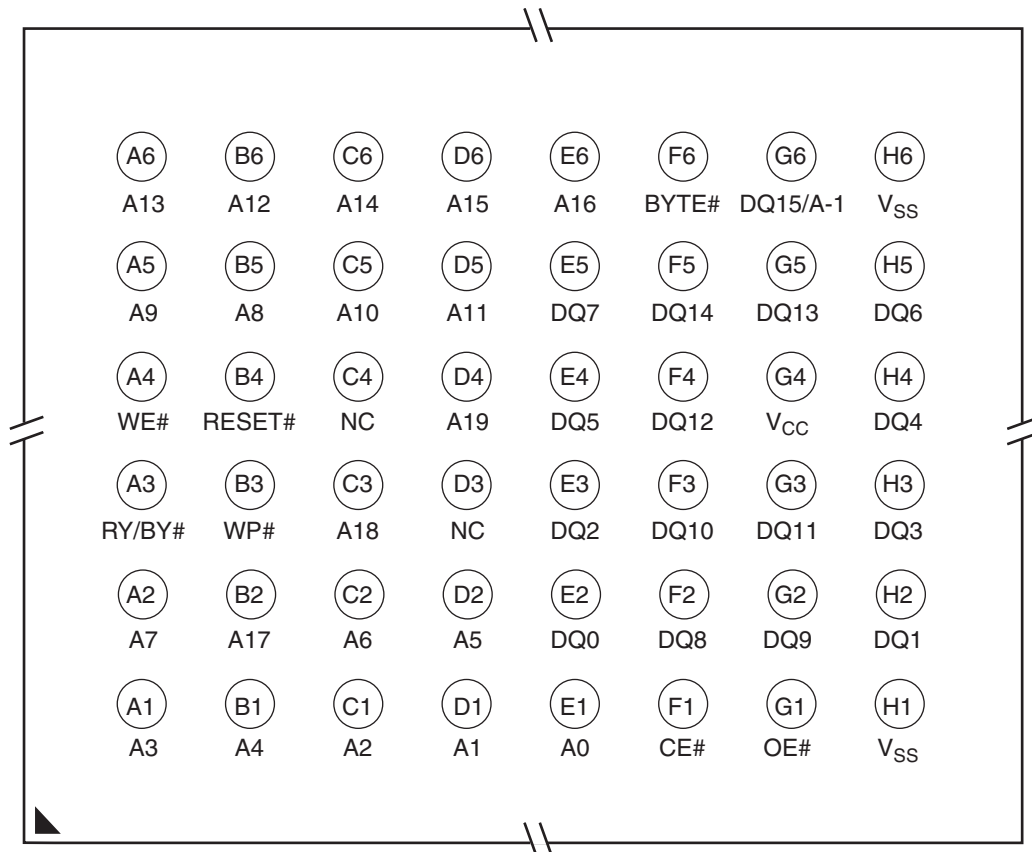 A6 B6 C6 D6 E6 F6 G6 H6
A13 A12 A14 A15 A16 BYTE# DQ15/A-1 VSS
A5 B5 C5 D5 E5 F5 G5 H5
A9 A8 A10 A11 DQ7 DQ14 DQ13 DQ6
A4 B4 C4 D4 E4 F4 G4 H4
WE# RESET# NC A19 DQ5 DQ12 VCC DQ4
A3 B3 C3 D3 E3 F3 G3 H3
RY/BY# WP# A18 NC DQ2 DQ10 DQ11 DQ3
A2 B2 C2 D2 E2 F2 G2 H2
A7 A17 A6 A5 DQ0 DQ8 DQ9 DQ1
A1 B1 C1 D1 E1 F1 G1 H1
A3 A4 A2 A1 A0 CE# OE# VSS